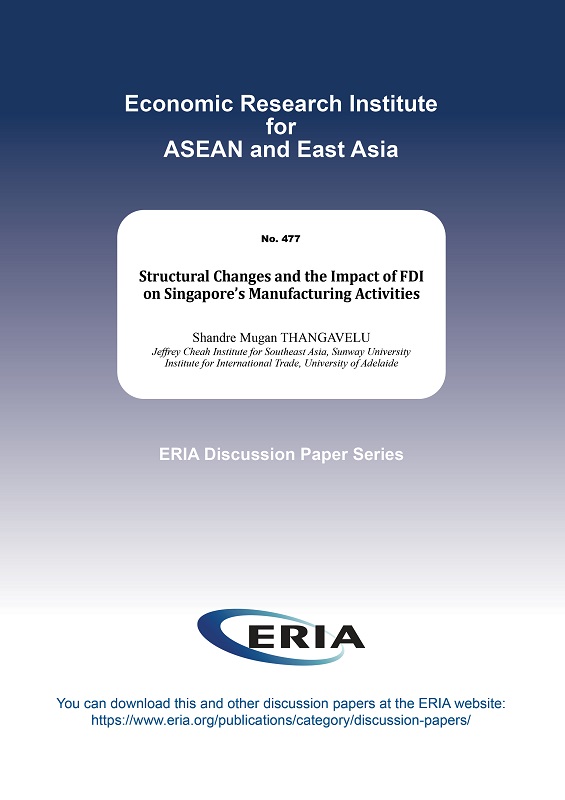 Economic Research Institute
for
ASEAN and East Asia
No. 477
Structural Changes and the Impact of FDI
on Singapore's Manufacturing Activities
Shandre Mugan THANGAVELU
Jeffrey Cheah Institute for Southeast Asia, Sunway University
Institute for International Trade, University of Adelaide
ERIA Discussion Paper Series
ERIA
You can download this and other discussion papers at the ERIA website:
https://www.eria.org/publications/category/discussion-papers/